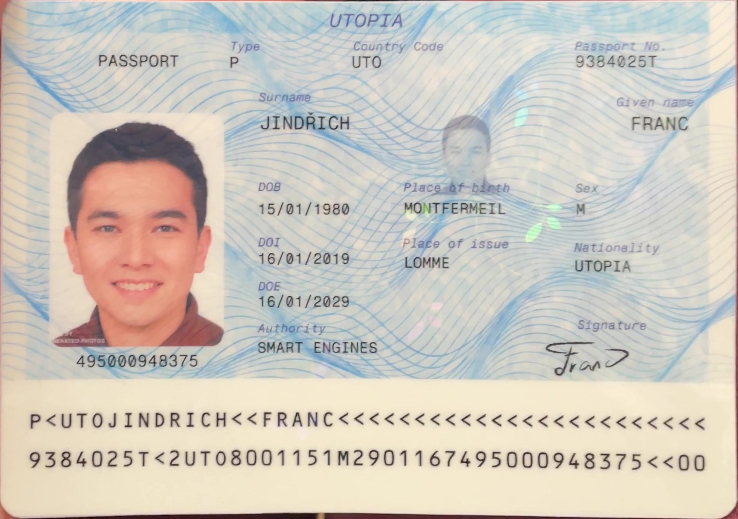 UTOPIA
Type Country Code Passport No.
PASSPORT P UTO 9384025T
Surname Given name
JINDŘICH FRANC
DOB Place of birth Sex
15/01/1980 MONTFERMEIL M
DOI Place of issue Nationality
16/01/2019 LOMME UTOPIA
DOE
16/01/2029
Authority Signature
SMART ENGINES Franc
495000948375
P<UTOJINDRICH<<FRANC<<<<<<<<<<<<<<<<<<<<<<<<
9384025T<2UTO8001151M2901167495000948375<<00